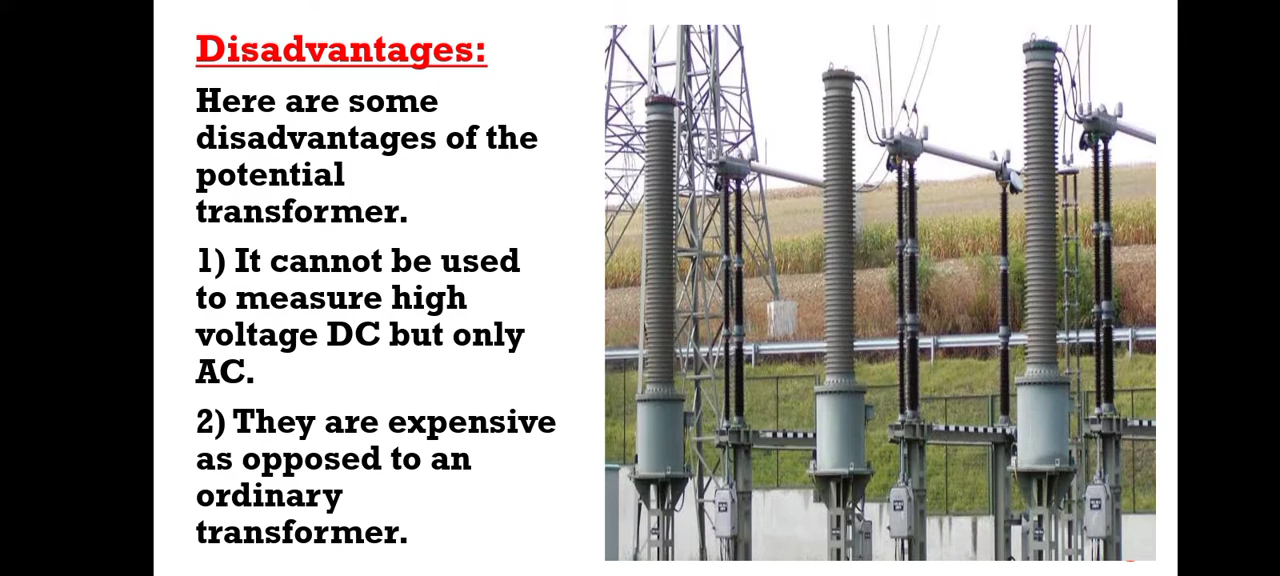 Disadvantages:
Here are some
disadvantages of the
potential
transformer.
1) It cannot be used
to measure high
voltage DC but only
AC.
2) They are expensive
as opposed to an
ordinary
transformer.